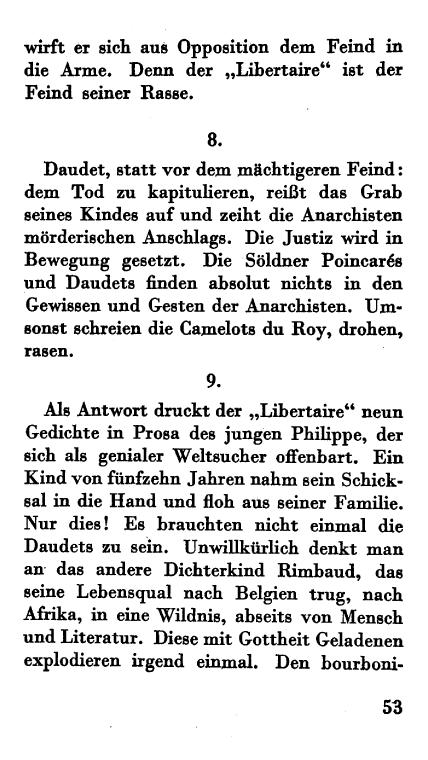 wirft er sich aus Opposition dem Feind in
die Arme. Denn der „Libertaire“ ist der
Feind seiner Rasse.
8.
Daudet, statt vor dem mächtigeren Feind:
dem Tod zu kapitulieren, reißt das Grab
seines Kindes auf und zeiht die Anarchisten
mörderischen Anschlags. Die Justiz wird in
Bewegung gesetzt. Die Söldner Poincarés
und Daudets finden absolut nichts in den
Gewissen und Gesten der Anarchisten. Um-
sonst schreien die Camelots du Roy, drohen,
rasen.
9.
Als Antwort druckt der „Libertaire“ neun
Gedichte in Prosa des jungen Philippe, der
sich als genialer Weltsucher offenbart. Ein
Kind von fünfzehn Jahren nahm sein Schick-
sal in die Hand und floh aus seiner Familie.
Nur dies! Es brauchten nicht einmal die
Daudets zu sein. Unwillkürlich denkt man
an das andere Dichterkind Rimbaud, das
seine Lebensqual nach Belgien trug, nach
Afrika, in eine Wildnis, abseits von Mensch
und Literatur. Diese mit Gottheit Geladenen
explodieren irgend einmal. Den bourboni-
53